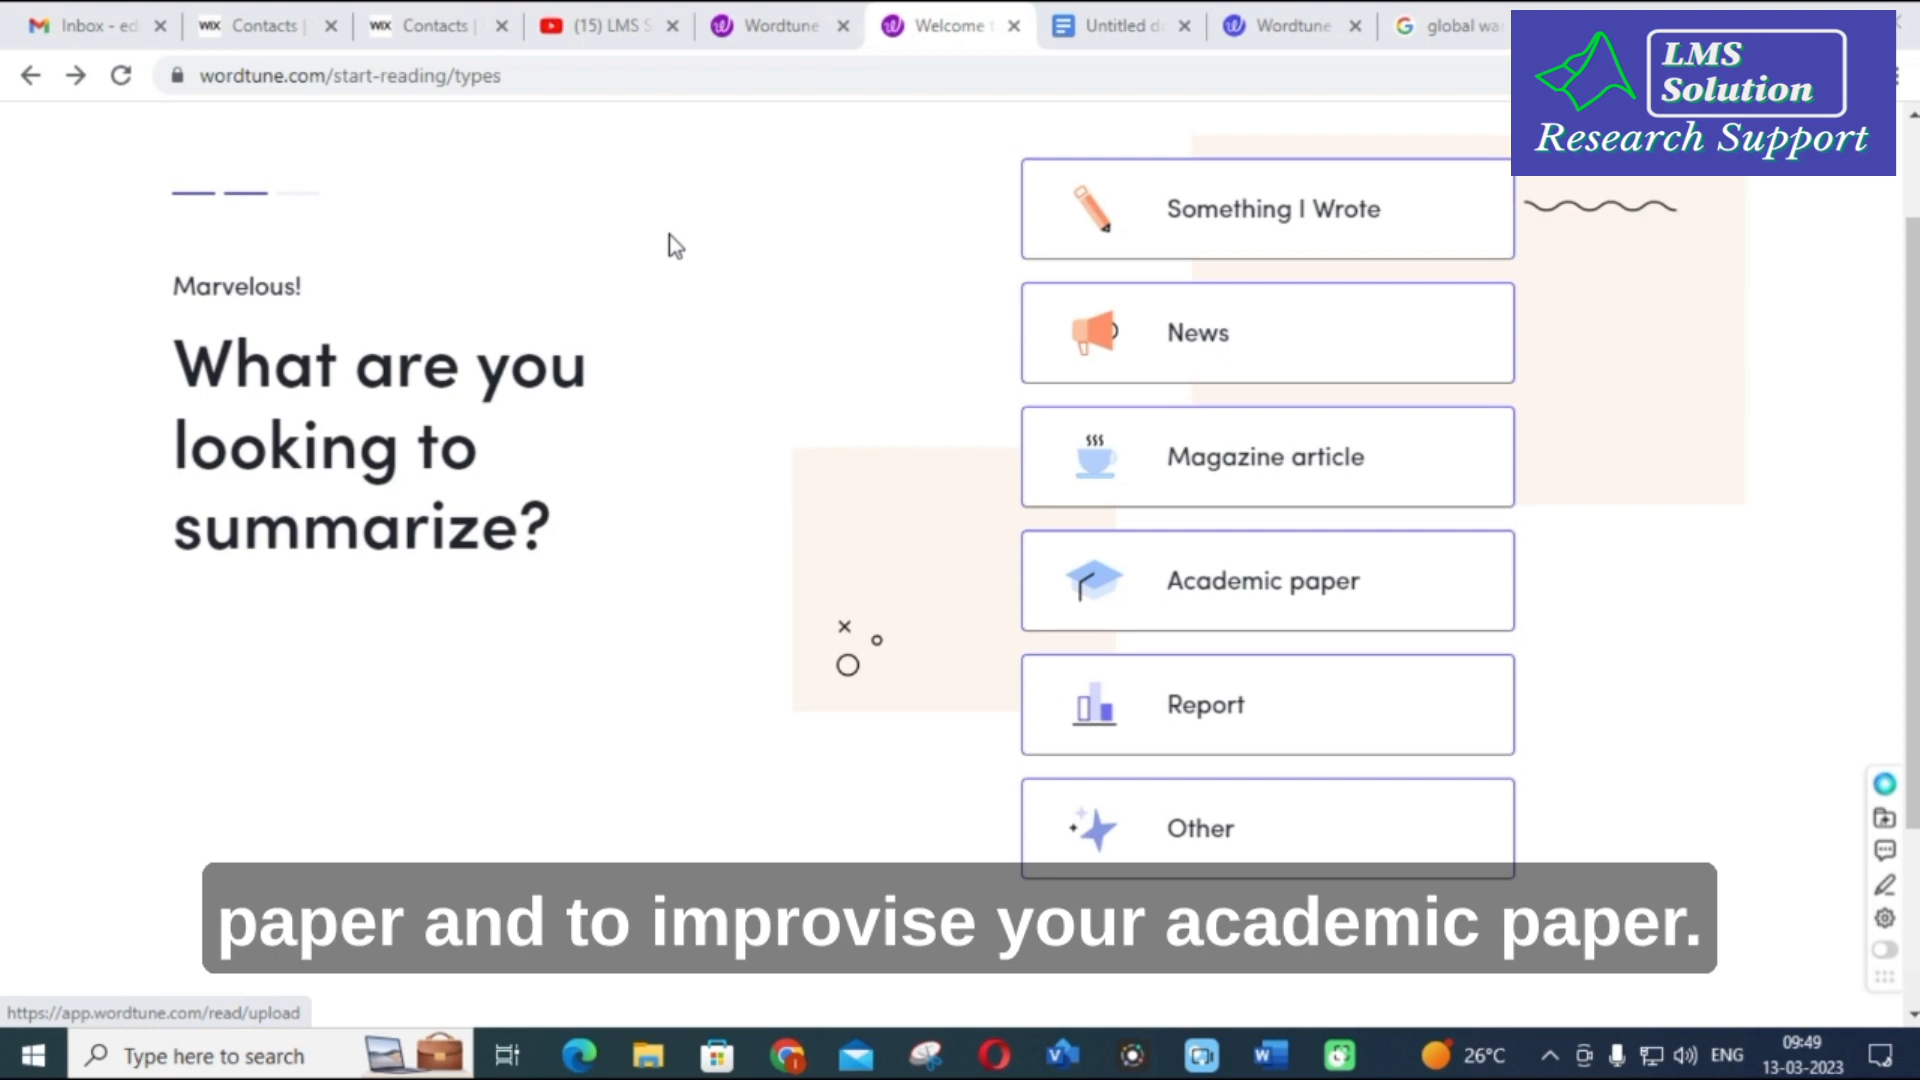 Inbox - ed
Contacts |
Contacts |
(15) LMS S
Wordtune
Welcome t
Untitled d
Wordtune
global wa
wordtune.com/start-reading/types
LMS
Solution
Research Support
Marvelous!
What are you
looking to
summarize?
Something I Wrote
News
Magazine article
Academic paper
Report
Other
paper and to improvise your academic paper.
https://app.wordtune.com/read/upload
Type here to search
26°C
ENG
09:49
13-03-2023